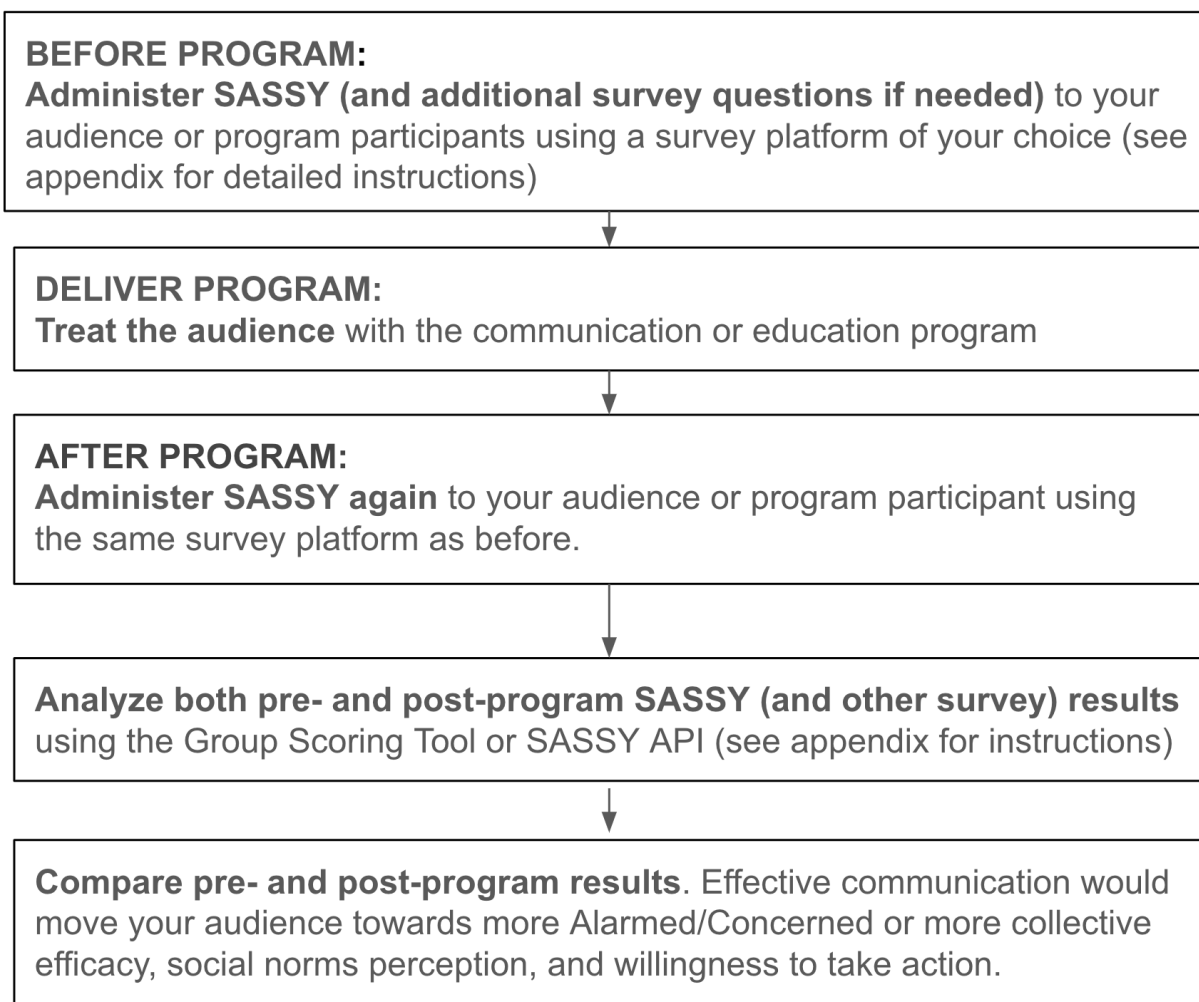 BEFORE PROGRAM:
Administer SASSY (and additional survey questions if needed) to your
audience or program participants using a survey platform of your choice (see
appendix for detailed instructions)
DELIVER PROGRAM:
Treat the audience with the communication or education program
AFTER PROGRAM:
Administer SASSY again to your audience or program participant using
the same survey platform as before.
Analyze both pre- and post-program SASSY (and other survey) results
using the Group Scoring Tool or SASSY API (see appendix for instructions)
Compare pre- and post-program results. Effective communication would
move your audience towards more Alarmed/Concerned or more collective
efficacy, social norms perception, and willingness to take action.